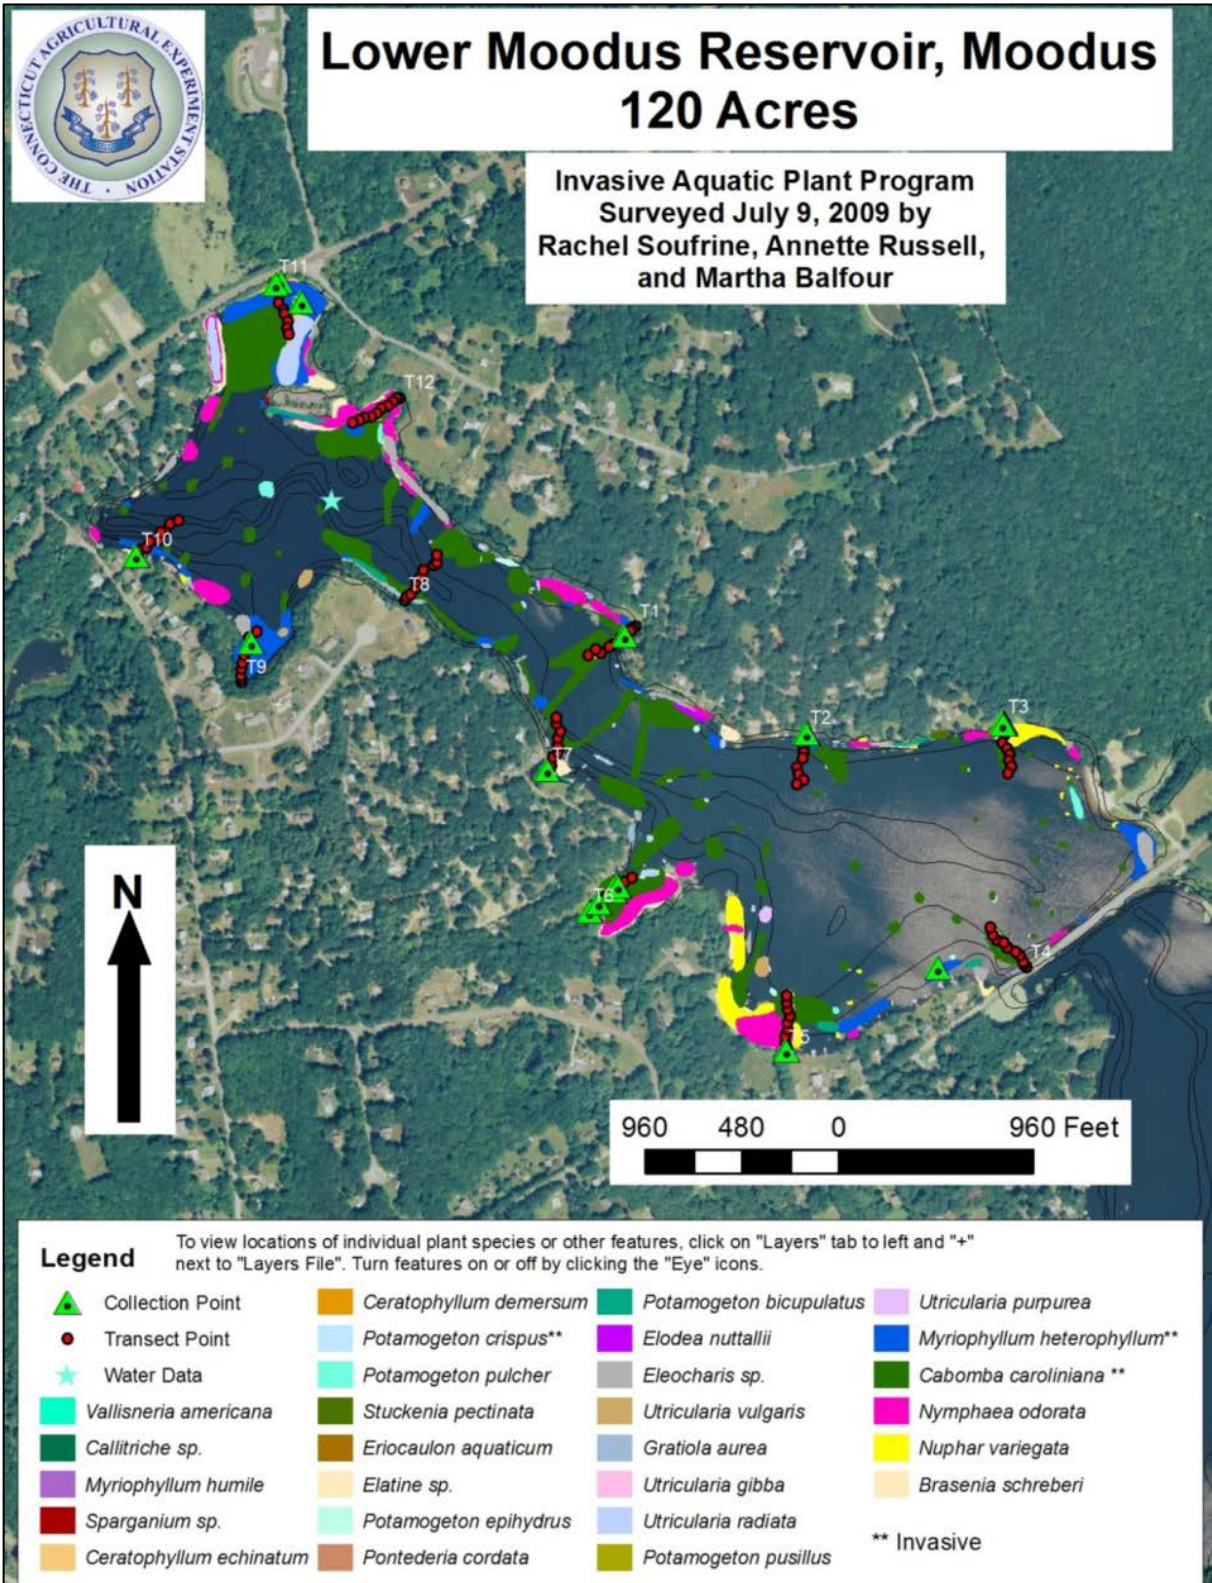 THE CONNECTICUT AGRICULTURAL EXPERIMENT STATION
Lower Moodus Reservoir, Moodus
120 Acres
Invasive Aquatic Plant Program
Surveyed July 9, 2009 by
Rachel Soufrine, Annette Russell,
and Martha Balfour
T11
T12
T10
T8
T1
T9
T2
T3
T7
T6
T4
T5
N
960 480 0 960 Feet
Legend
To view locations of individual plant species or other features, click on "Layers" tab to left and "+"
next to "Layers File". Turn features on or off by clicking the "Eye" icons.
Collection Point
Transect Point
Water Data
Vallisneria americana
Callitriche sp.
Myriophyllum humile
Sparganium sp.
Ceratophyllum echinatum
Ceratophyllum demersum
Potamogeton crispus**
Potamogeton pulcher
Stuckenia pectinata
Eriocaulon aquaticum
Elatine sp.
Potamogeton epihydrus
Pontederia cordata
Potamogeton bicupulatus
Elodea nuttallii
Eleocharis sp.
Utricularia vulgaris
Gratiola aurea
Utricularia gibba
Utricularia radiata
Potamogeton pusillus
Utricularia purpurea
Myriophyllum heterophyllum**
Cabomba caroliniana **
Nymphaea odorata
Nuphar variegata
Brasenia schreberi
** Invasive